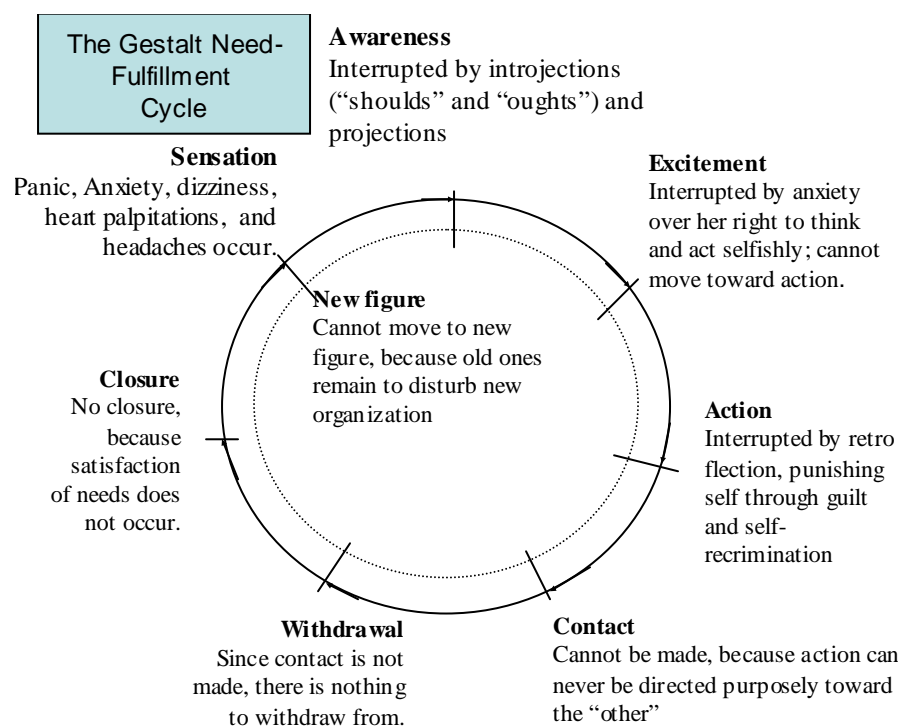 The Gestalt Need-
Fulfillment
Cycle
Awareness
Interrupted by introjections
(“shoulds” and “oughts”) and
projections
Sensation
Panic, Anxiety, dizziness,
heart palpitations, and
headaches occur.
Excitement
Interrupted by anxiety
over her right to think
and act selfishly; cannot
move toward action.
New figure
Cannot move to new
figure, because old ones
remain to disturb new
organization
Closure
No closure,
because
satisfaction
of needs does
not occur.
Action
Interrupted by retro
flection, punishing
self through guilt
and self-
recrimination
Withdrawal
Since contact is not
made, there is nothing
to withdraw from.
Contact
Cannot be made, because action can
never be directed purposely toward
the “other”